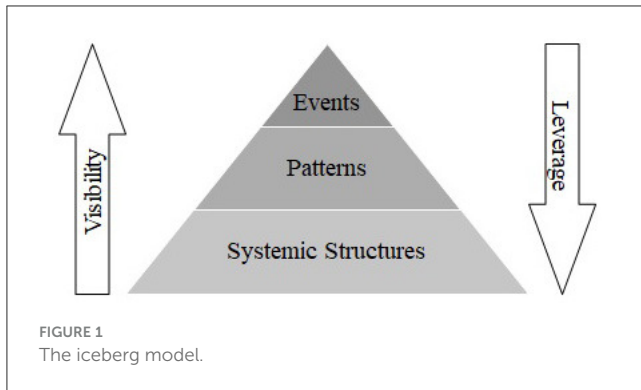 Events
Patterns
Systemic Structures
Visibility
Leverage
FIGURE 1
The iceberg model.